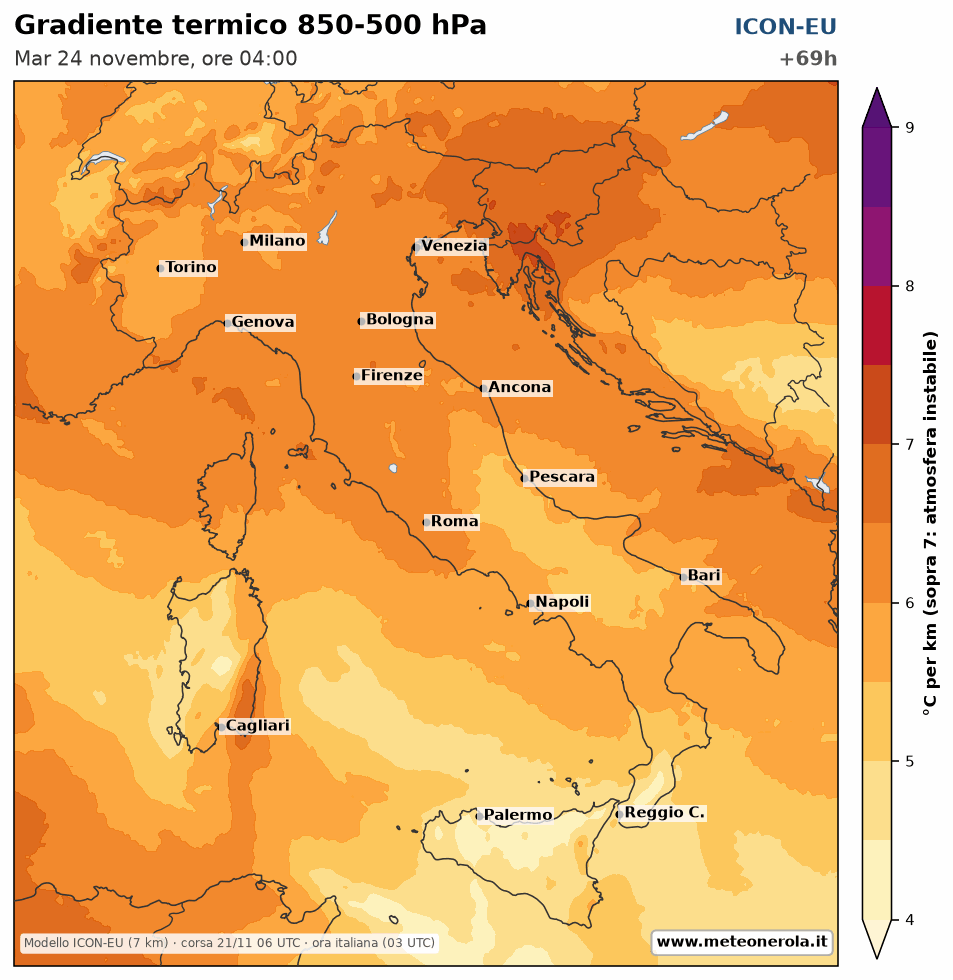 Gradiente termico 850-500 hPa
ICON-EU
Mar 24 novembre, ore 04:00
+69h
Milano
Venezia
Torino
Genova
Bologna
Firenze
Ancona
Pescara
Roma
Bari
Napoli
Cagliari
Palermo
Reggio C.
9
8
7
6
5
4
°C per km (sopra 7: atmosfera instabile)
Modello ICON-EU (7 km) · corsa 21/11 06 UTC · ora italiana (03 UTC)
www.meteonerola.it